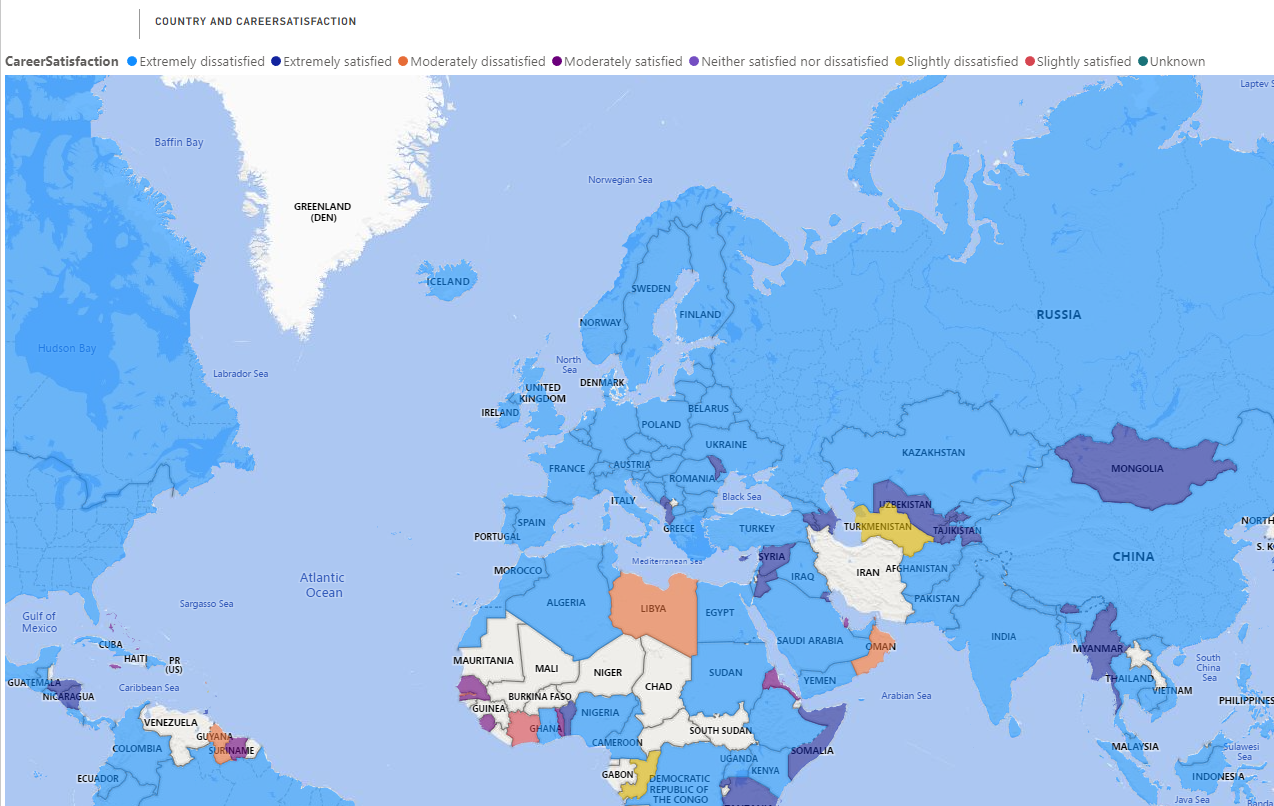 COUNTRY AND CAREERSATISFACTION
CareerSatisfaction Extremely dissatisfied Extremely satisfied Moderately dissatisfied Moderately satisfied Neither satisfied nor dissatisfied Slightly dissatisfied Slightly satisfied Unknown
Laptev S
Baffin Bay
Norwegian Sea
GREENLAND
(DEN)
ICELAND
SWEDEN
RUSSIA
FINLAND
NORWAY
Hudson Bay
North
Sea
Labrador Sea
DENMARK
UNITED
KINGDOM
IRELAND
BELARUS
POLAND
UKRAINE
KAZAKHSTAN
AUSTRIA
FRANCE
MONGOLIA
ROMANIA
Black Sea
ITALY
UZBEKISTAN
SPAIN
GREECE
TURKEY
TURKMENISTAN
TAJIKISTAN
NORTH
PORTUGAL
S. K
Mediterranean Sea
SYRIA
CHINA
MOROCCO
IRAN
AFGHANISTAN
IRAQ
Atlantic
Ocean
PAKISTAN
ALGERIA
LIBYA
EGYPT
Sargasso Sea
Gulf of
Mexico
INDIA
SAUDI ARABIA
CUBA
OMAN
MYANMAR
HAITI
PR
(US)
MAURITANIA
MALI
NIGER
SUDAN
YEMEN
South
China
Sea
GUATEMALA
Caribbean Sea
CHAD
THAILAND
VIETNAM
NICARAGUA
BURKINA FASO
Arabian Sea
PHILIPPINES
GUINEA
NIGERIA
VENEZUELA
GHANA
SOUTH SUDAN
GUYANA
CAMEROON
COLOMBIA
SURINAME
SOMALIA
MALAYSIA
Sulawesi
Sea
UGANDA
KENYA
ECUADOR
GABON
DEMOCRATIC
REPUBLIC OF
THE CONGO
INDONESIA
Java Sea
Banda